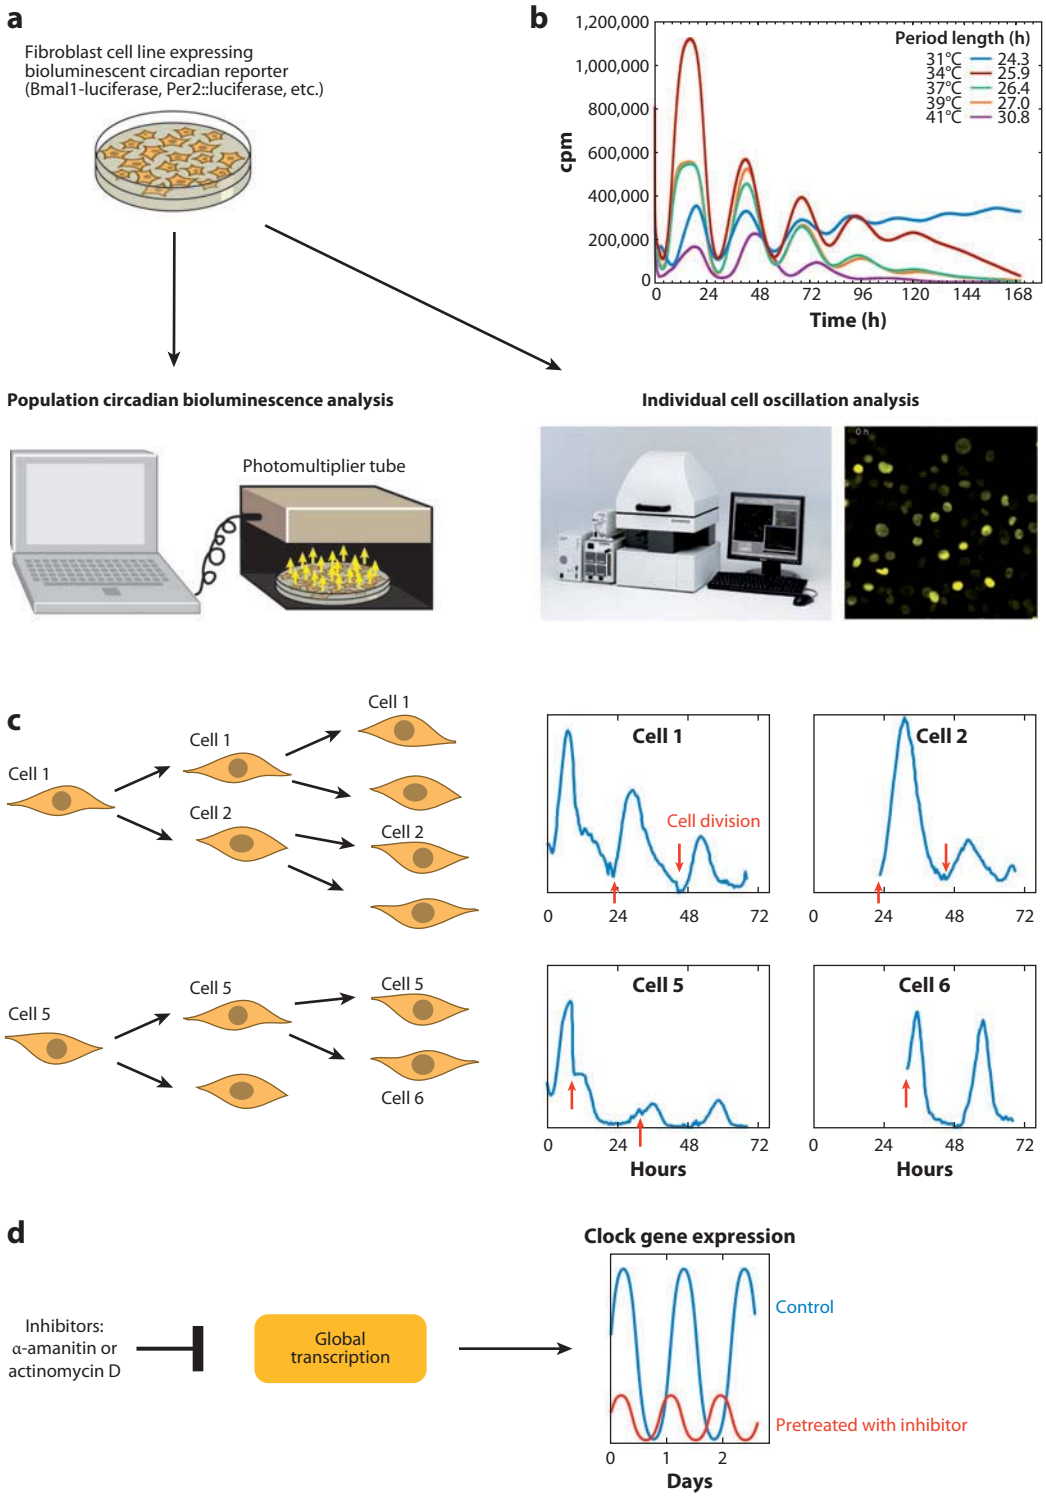 a
Fibroblast cell line expressing
bioluminescent circadian reporter
(Bmal1-luciferase, Per2::luciferase, etc.)
b
1,200,000
1,000,000
800,000
600,000
400,000
200,000
0
cpm
0 24 48 72 96 120 144 168
Time (h)
Period length (h)
31°C 24.3
34°C 25.9
37°C 26.4
39°C 27.0
41°C 30.8
Population circadian bioluminescence analysis
Photomultiplier tube
Individual cell oscillation analysis
0 h
c
Cell 1
Cell 1
Cell 1
Cell 2
Cell 2
Cell 1
Cell division
0 24 48 72
Cell 2
0 24 48 72
Cell 5
Cell 5
Cell 5
Cell 6
Cell 5
0 24 48 72
Hours
Cell 6
0 24 48 72
Hours
d
Inhibitors:
α-amanitin or
actinomycin D
Global
transcription
Clock gene expression
Control
Pretreated with inhibitor
0 1 2
Days